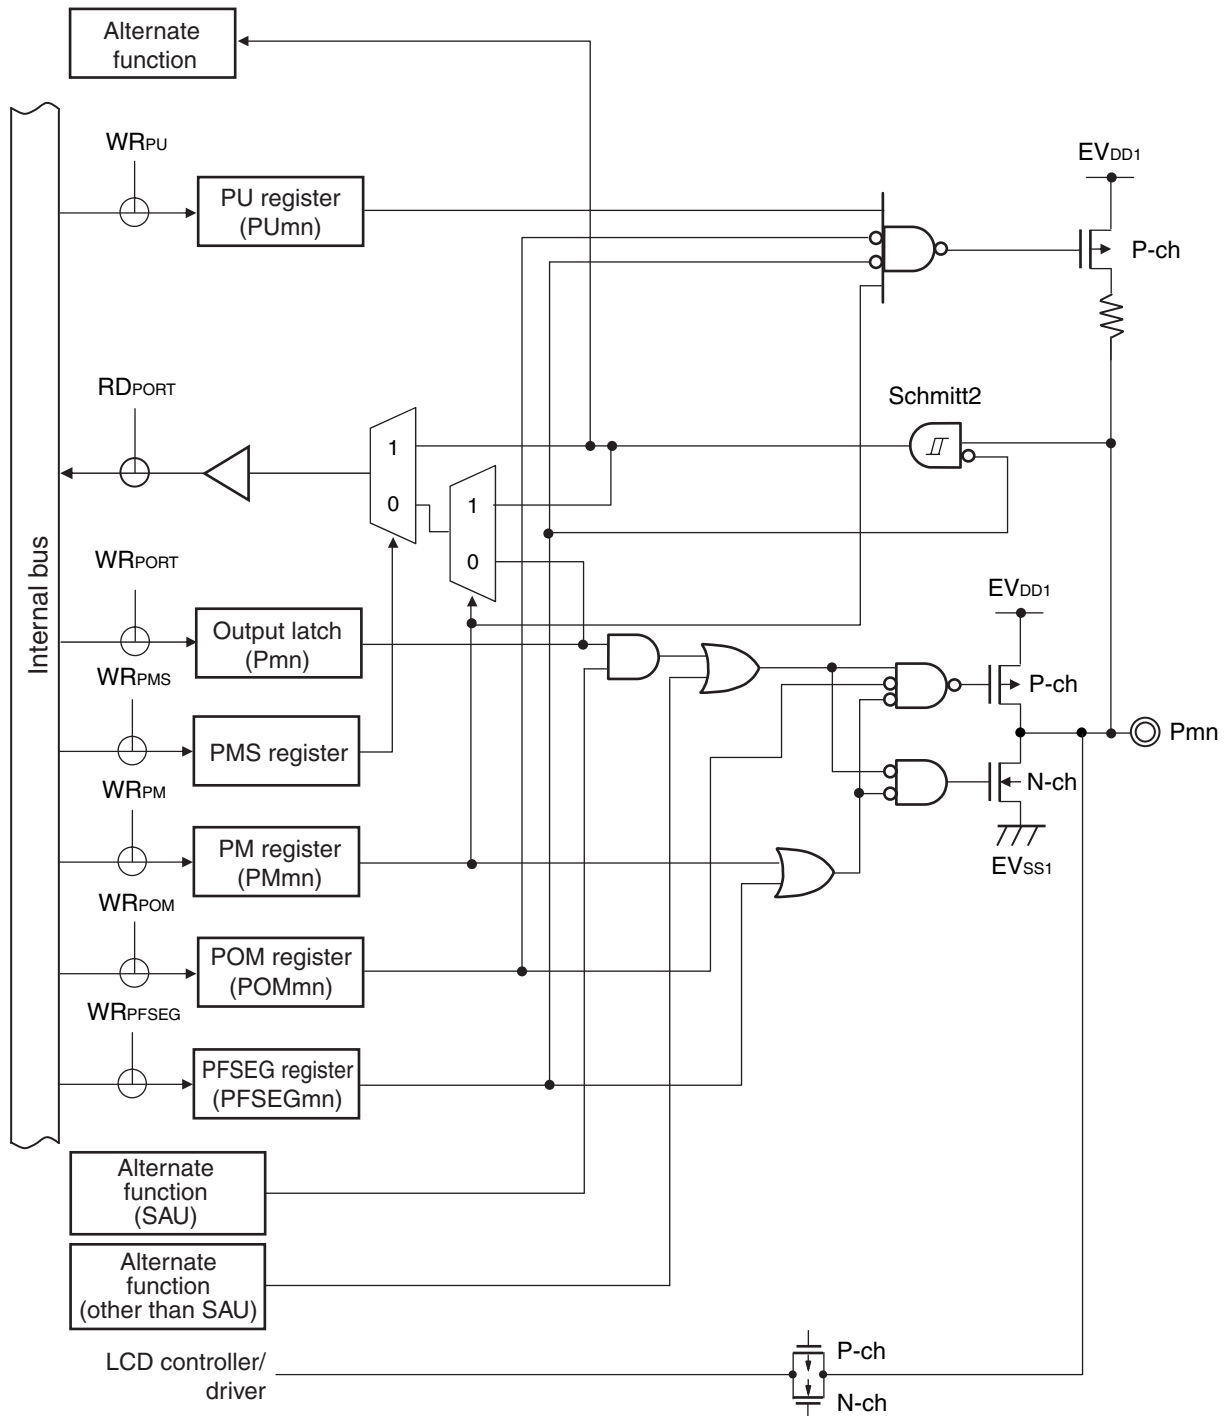 Alternate
function
WRPU
EVDD1
PU register
(PUmn)
P-ch
RDPORT
Schmitt2
1
0
1
0
Internal bus
WRPORT
EVDD1
Output latch
(Pmn)
WRPMS
P-ch
PMS register
Pmn
WRPM
N-ch
PM register
(PMmn)
EVSS1
WRPOM
POM register
(POMmn)
WRPFSEG
PFSEG register
(PFSEGmn)
Alternate
function
(SAU)
Alternate
function
(other than SAU)
LCD controller/
driver
P-ch
N-ch